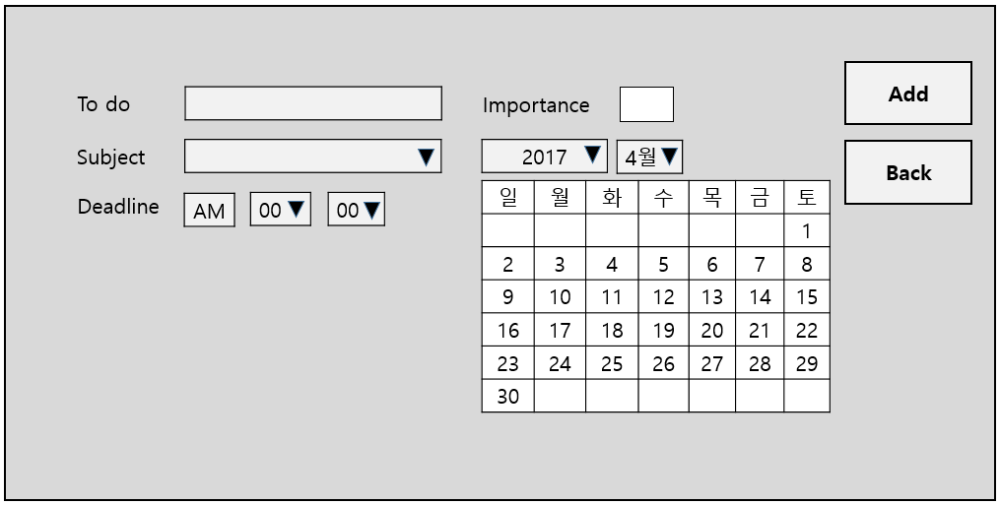 To do
Importance
Add
Subject
2017 4월
Back
Deadline AM 00 00
일 월 화 수 목 금 토
1
2 3 4 5 6 7 8
9 10 11 12 13 14 15
16 17 18 19 20 21 22
23 24 25 26 27 28 29
30